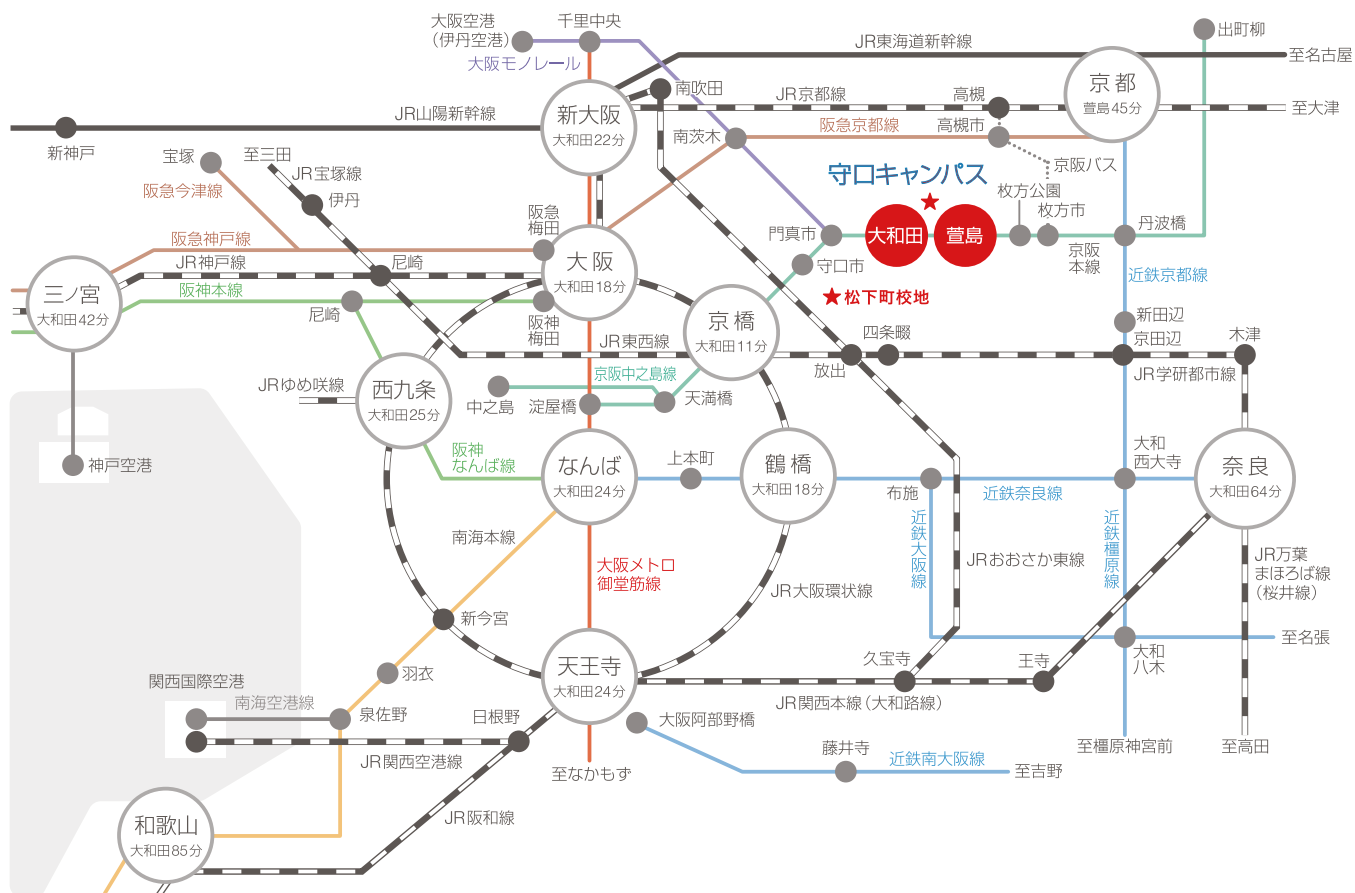 大阪空港
(伊丹空港)
千里中央
大阪モノレール
出町柳
JR東海道新幹線
至名古屋
京都
萱島45分
南吹田
JR京都線
高槻
至大津
新大阪
大和田22分
JR山陽新幹線
新神戸
阪急京都線
高槻市
南茨木
宝塚
至三田
JR宝塚線
京阪バス
守口キャンパス
阪急今津線
伊丹
枚方公園
枚方市
阪急
梅田
門真市
大和田
萱島
丹波橋
阪急神戸線
京阪
本線
JR神戸線
尼崎
大阪
大和田18分
守口市
近鉄京都線
三ノ宮
大和田42分
阪神本線
松下町校地
尼崎
阪神
梅田
京橋
大和田11分
新田辺
JR東西線
四条畷
京田辺
木津
放出
JR学研都市線
京阪中之島線
JRゆめ咲線
西九条
大和田25分
中之島
淀屋橋
天満橋
阪神
なんば線
神戸空港
なんば
大和田24分
上本町
鶴橋
大和田18分
布施
近鉄奈良線
大和
西大寺
奈良
大和田64分
南海本線
近鉄大阪線
近鉄橿原線
大阪メトロ
御堂筋線
JR大阪環状線
JRおおさか東線
JR万葉
まほろば線
(桜井線)
新今宮
至名張
羽衣
天王寺
大和田24分
久宝寺
王寺
大和
八木
関西国際空港
南海空港線
泉佐野
日根野
JR関西本線(大和路線)
大阪阿部野橋
JR関西空港線
藤井寺
近鉄南大阪線
至橿原神宮前
至高田
至なかもず
至吉野
和歌山
大和田85分
JR阪和線